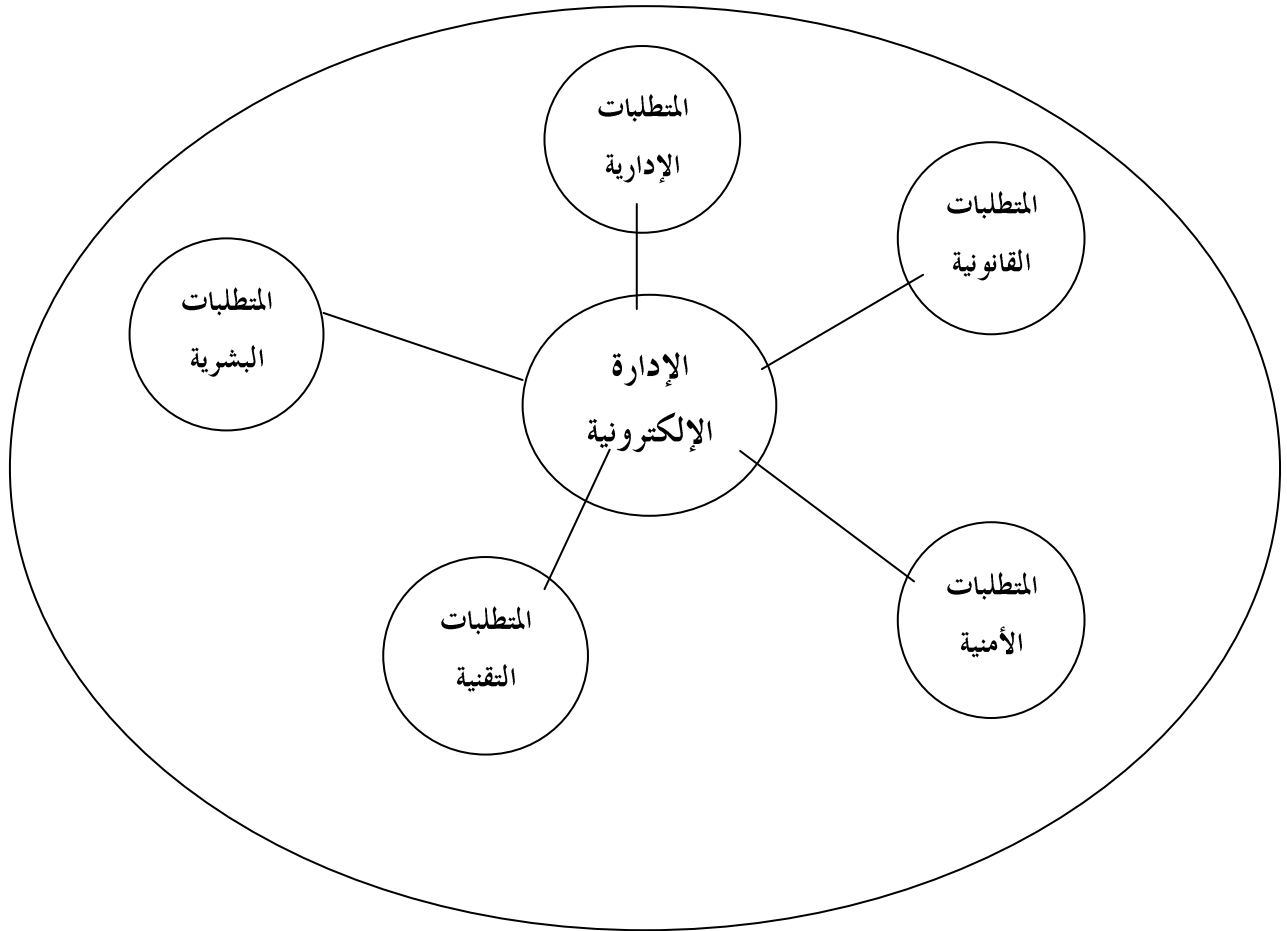 المتطلبات
الإدارية
المتطلبات
القانونية
المتطلبات
البشرية
الإدارة
الإلكترونية
المتطلبات
الأمنية
المتطلبات
التقنية